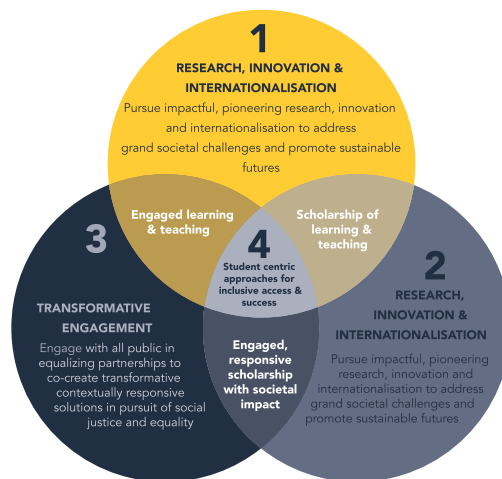 1
RESEARCH, INNOVATION &
INTERNATIONALISATION
Pursue impactful, pioneering research, innovation
and internationalisation to address
grand societal challenges and promote sustainable
futures
Engaged learning
& teaching
Scholarship of
learning &
teaching
3
TRANSFORMATIVE
ENGAGEMENT
Engage with all public in
equalizing partnerships to
co-create transformative
contextually responsive
solutions in pursuit of social
justice and equality
4
Student centric
approaches for
inclusive access &
success
2
RESEARCH,
INNOVATION &
INTERNATIONALISATION
Pursue impactful, pioneering
research, innovation and
internationalisation to address
grand societal challenges and
promote sustainable futures
Engaged,
responsive
scholarship
with societal
impact